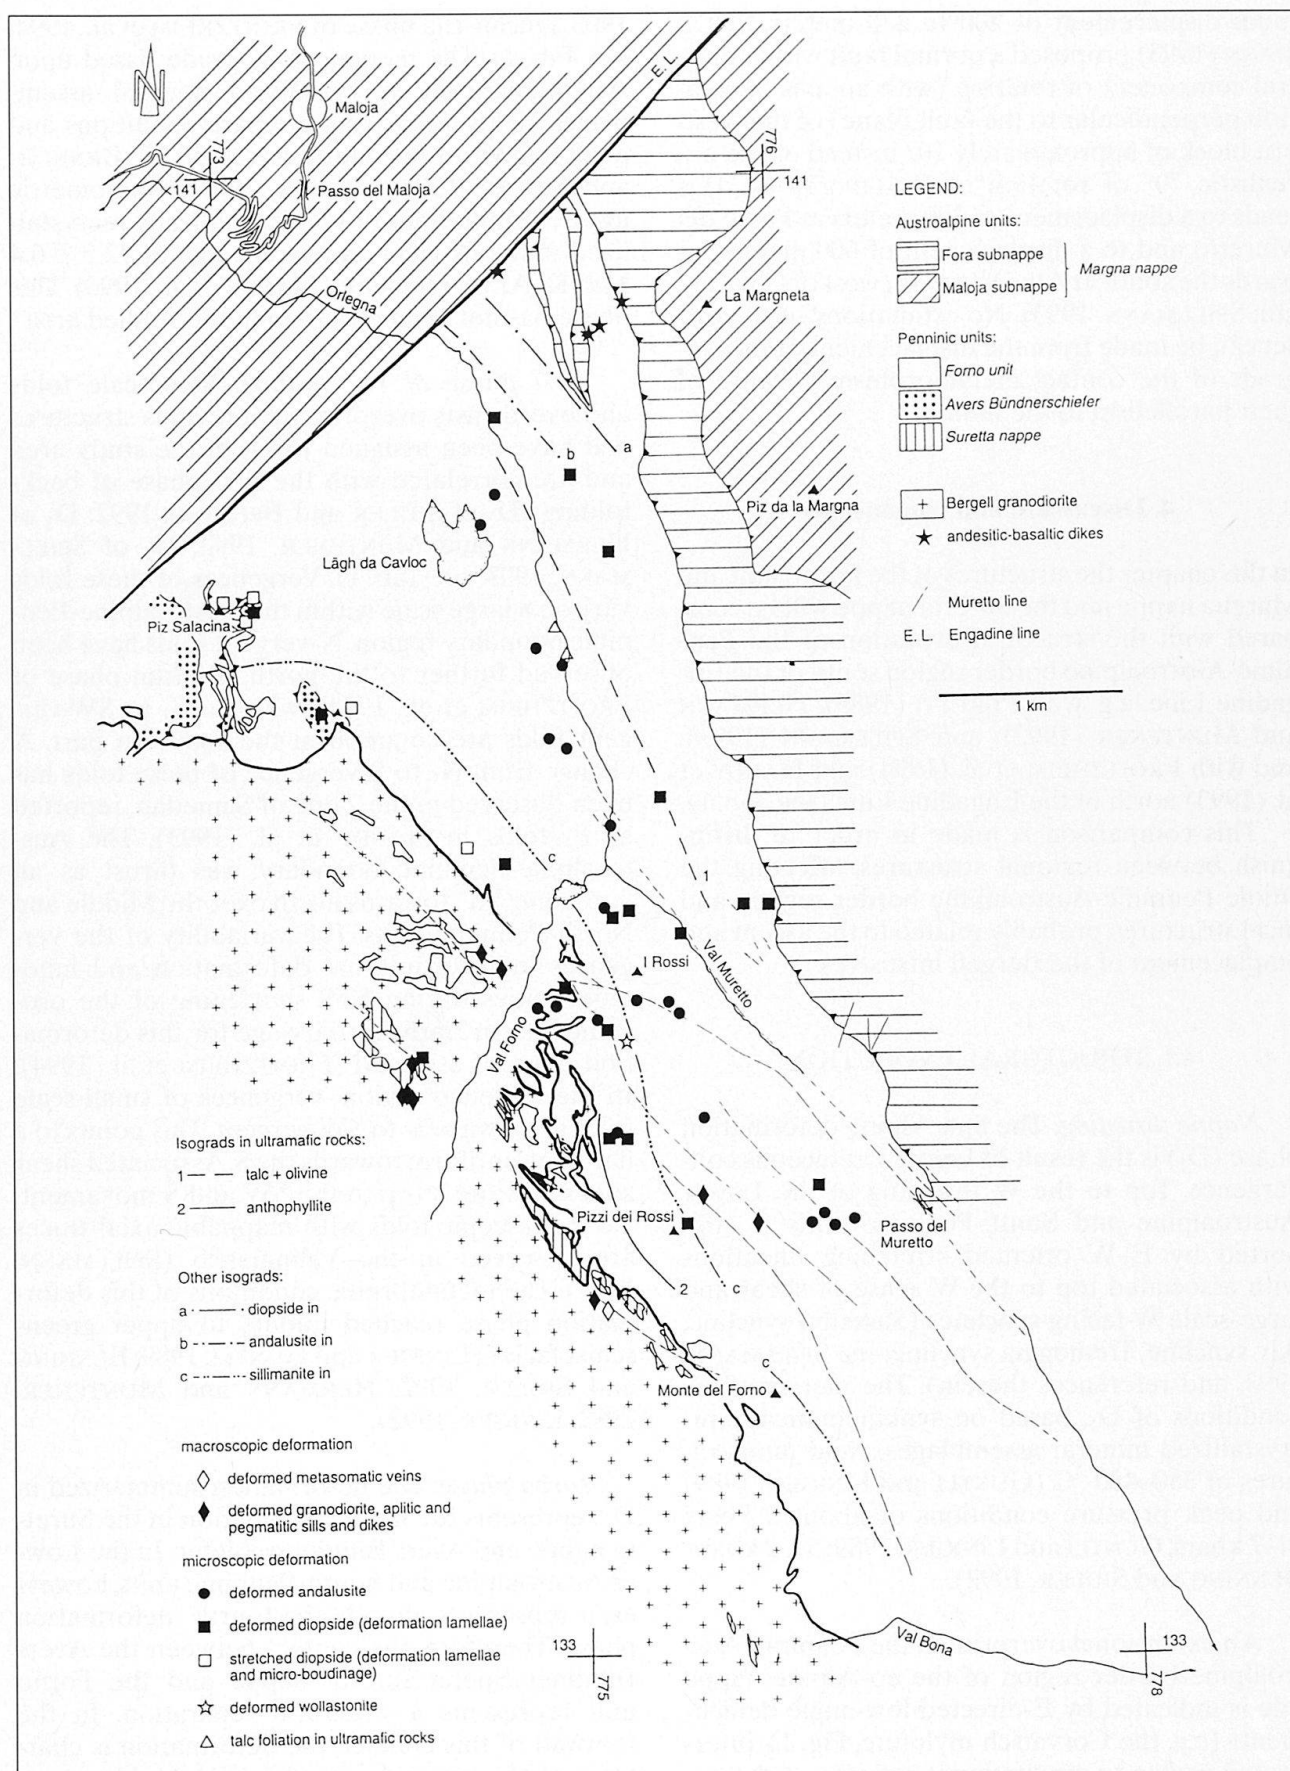 N
E. L.
Maloja
773
141
Passo del Maloja
Orlegna
776
141
La Margneta
a
b
Piz da la Margna
Lägh da Cavloc
Piz Salacina
c
1
I Rossi
Val Muretto
Val Forno
Pizzi dei Rossi
Passo del
Muretto
2
c
c
Monte del Forno
Val Bona
133
775
133
778
LEGEND:
Austroalpine units:
Fora subnappe
Maloja subnappe
Margna nappe
Penninic units:
Forno unit
Avers Bündnerschiefer
Suretta nappe
Bergell granodiorite
andesitic-basaltic dikes
Muretto line
E. L. Engadine line
1 km
Isograds in ultramafic rocks:
1 talc + olivine
2 anthophyllite
Other isograds:
a diopside in
b andalusite in
c sillimanite in
macroscopic deformation
deformed metasomatic veins
deformed granodiorite, aplitic and
pegmatitic sills and dikes
microscopic deformation
deformed andalusite
deformed diopside (deformation lamellae)
stretched diopside (deformation lamellae
and micro-boudinage)
deformed wollastonite
talc foliation in ultramafic rocks